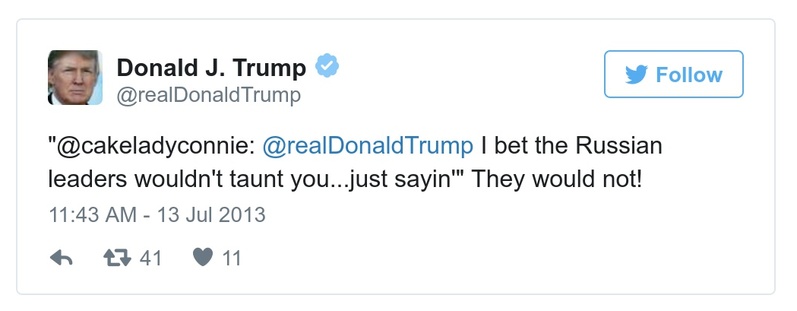 Donald J. Trump
@realDonaldTrump
Follow
"@cakeladyconnie: @realDonaldTrump I bet the Russian
leaders wouldn't taunt you...just sayin'" They would not!
11:43 AM - 13 Jul 2013
41 11